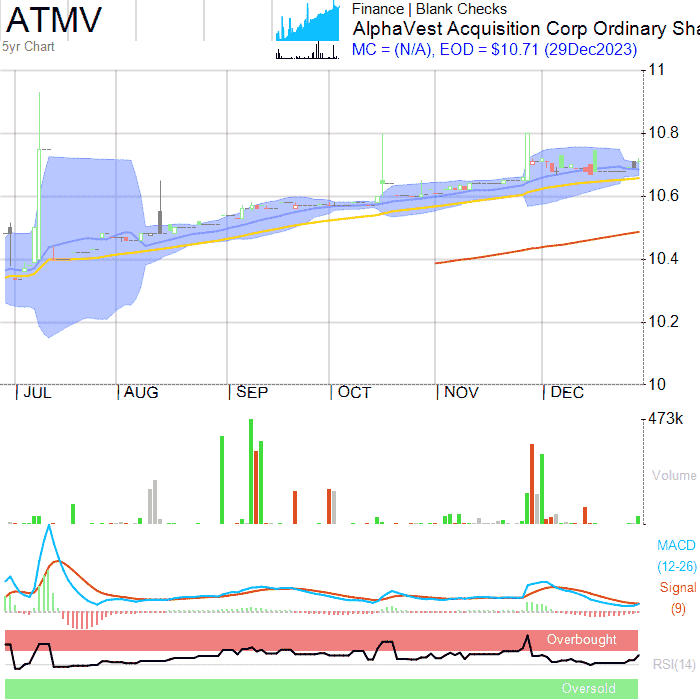 ATMV
5yr Chart
Finance | Blank Checks
AlphaVest Acquisition Corp Ordinary Sha
MC = (N/A), EOD = $10.71 (29Dec2023)
11
10.8
10.6
10.4
10.2
10
JUL AUG SEP OCT NOV DEC
473k
Volume
MACD
(12-26)
Signal
(9)
Overbought
RSI(14)
Oversold